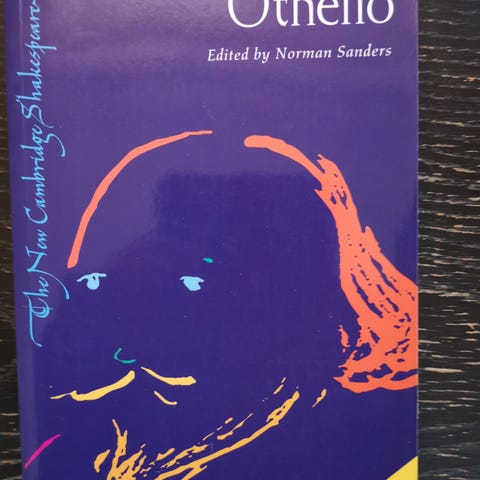 Othello
Edited by Norman Sanders
The New Cambridge Shakespeare